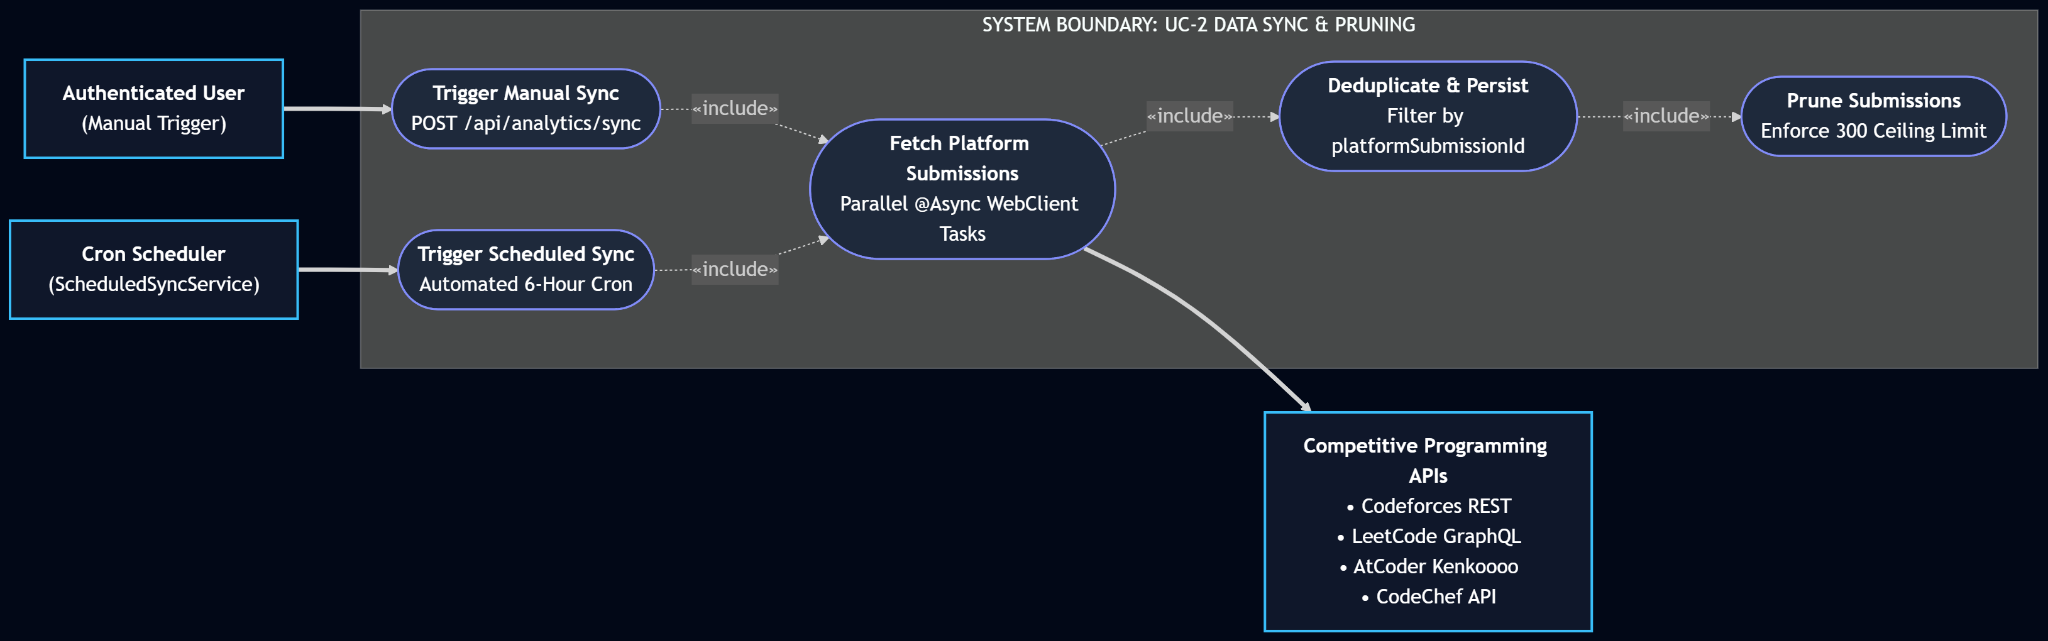 SYSTEM BOUNDARY: UC-2 DATA SYNC & PRUNING
Authenticated User
(Manual Trigger)
Trigger Manual Sync
POST /api/analytics/sync
«include»
Cron Scheduler
(ScheduledSyncService)
Trigger Scheduled Sync
Automated 6-Hour Cron
«include»
Fetch Platform
Submissions
Parallel @Async WebClient
Tasks
«include»
Deduplicate & Persist
Filter by
platformSubmissionId
«include»
Prune Submissions
Enforce 300 Ceiling Limit
Competitive Programming
APIs
• Codeforces REST
• LeetCode GraphQL
• AtCoder Kenkoooo
• CodeChef API